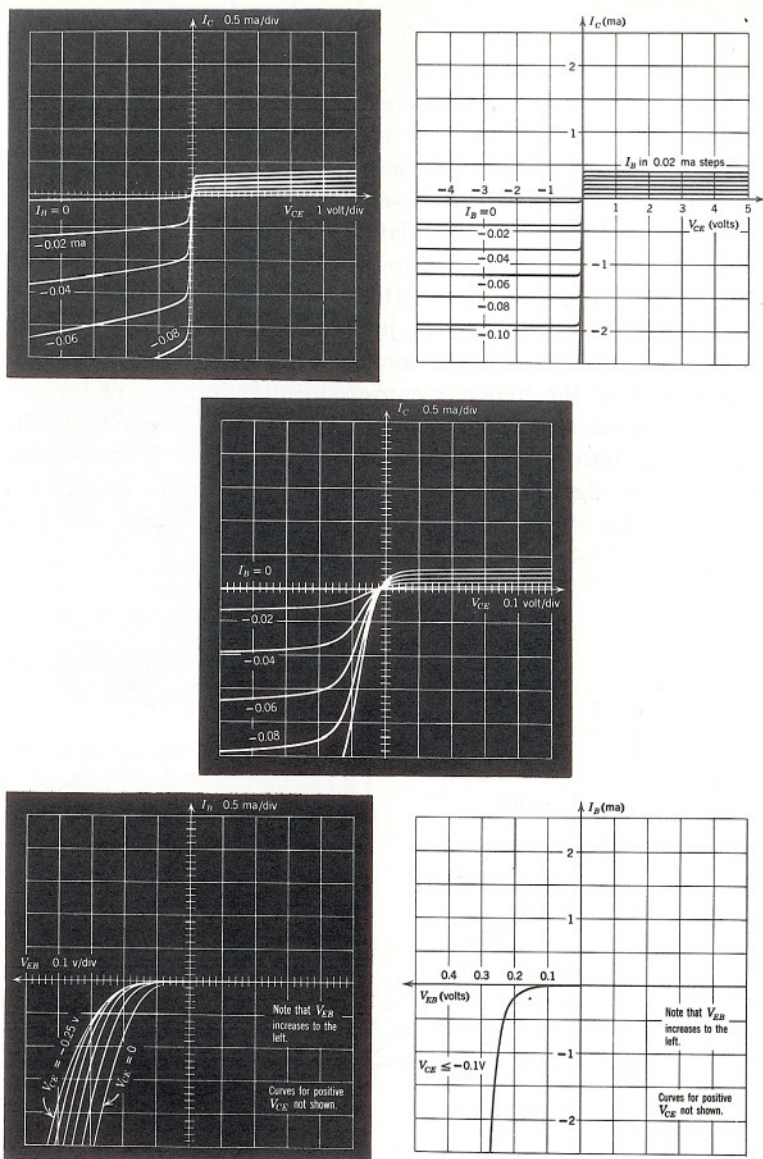 I_C 0.5 ma/div
I_B = 0
V_CE 1 volt/div
−0.02 ma
−0.04
−0.06
−0.08
I_C (ma)
2
1
I_B in 0.02 ma steps
−4 −3 −2 −1
1 2 3 4 5
V_CE (volts)
I_B = 0
−0.02
−0.04
−1
−0.06
−0.08
−0.10
−2
I_C 0.5 ma/div
I_B = 0
V_CE 0.1 volt/div
−0.02
−0.04
−0.06
−0.08
I_B 0.5 ma/div
V_EB 0.1 v/div
V_CE = −0.25 v
V_CE = 0
Note that V_EB
increases to the
left.
Curves for positive
V_CE not shown.
I_B (ma)
2
1
0.4 0.3 0.2 0.1
V_EB (volts)
Note that V_EB
increases to the
left.
V_CE ≦ −0.1V
−1
Curves for positive
V_CE not shown.
−2